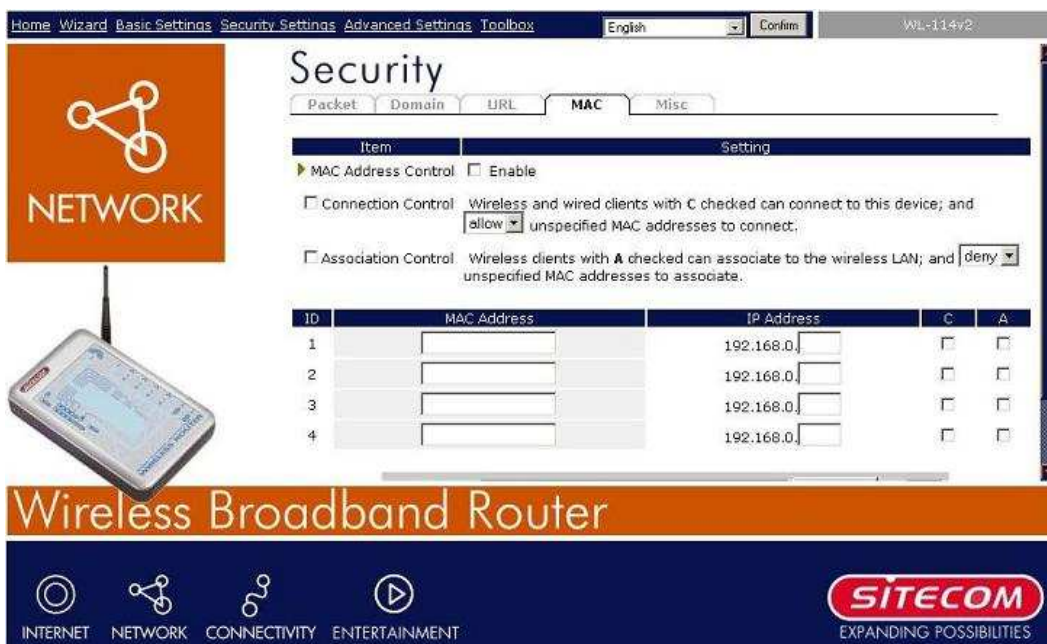 Home Wizard Basic Settings Security Settings Advanced Settings Toolbox English Confirm WL-114v2
Security
Packet Domain URL MAC Misc
Item Setting
MAC Address Control Enable
Connection Control Wireless and wired clients with C checked can connect to this device; and
allow unspecified MAC addresses to connect.
Association Control Wireless clients with A checked can associate to the wireless LAN; and deny
unspecified MAC addresses to associate.
ID MAC Address IP Address C A
1 192.168.0.
2 192.168.0.
3 192.168.0.
4 192.168.0.
NETWORK
SITECOM
WIRELESS ROUTER
Wireless Broadband Router
INTERNET NETWORK CONNECTIVITY ENTERTAINMENT
SITECOM
EXPANDING POSSIBILITIES